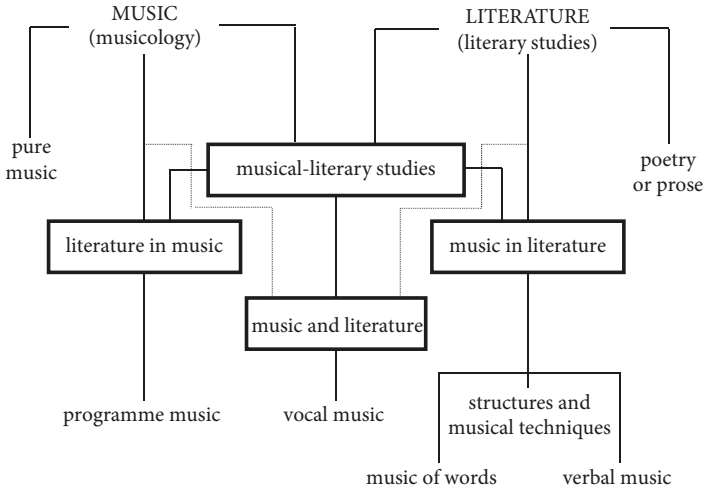 MUSIC
(musicology)
LITERATURE
(literary studies)
pure
music
musical-literary studies
poetry
or prose
literature in music
music in literature
music and literature
programme music
vocal music
structures and
musical techniques
music of words
verbal music